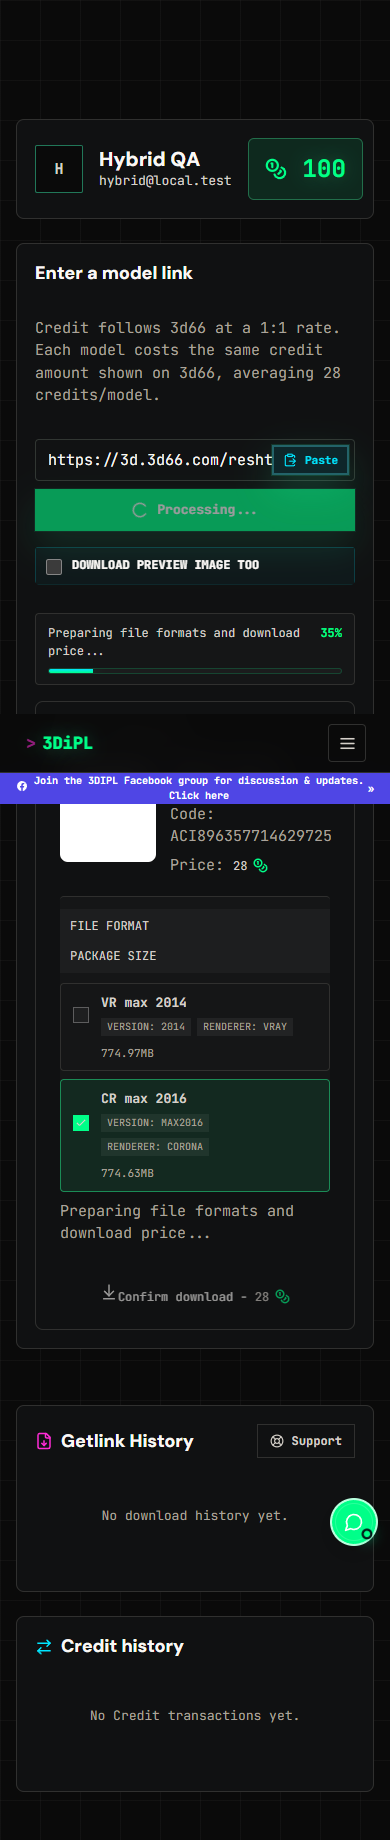 H
Hybrid QA
hybrid@local.test
100
Enter a model link
Credit follows 3d66 at a 1:1 rate.
Each model costs the same credit
amount shown on 3d66, averaging 28
credits/model.
https://3d.3d66.com/resht
Paste
Processing...
DOWNLOAD PREVIEW IMAGE TOO
Preparing file formats and download
price...
35%
> 3DiPL
Join the 3DIPL Facebook group for discussion & updates.
Click here
»
Code:
ACI896357714629725
Price: 28
FILE FORMAT
PACKAGE SIZE
VR max 2014
VERSION: 2014 RENDERER: VRAY
774.97MB
CR max 2016
VERSION: MAX2016
RENDERER: CORONA
774.63MB
Preparing file formats and
download price...
Confirm download - 28
Getlink History
Support
No download history yet.
Credit history
No Credit transactions yet.